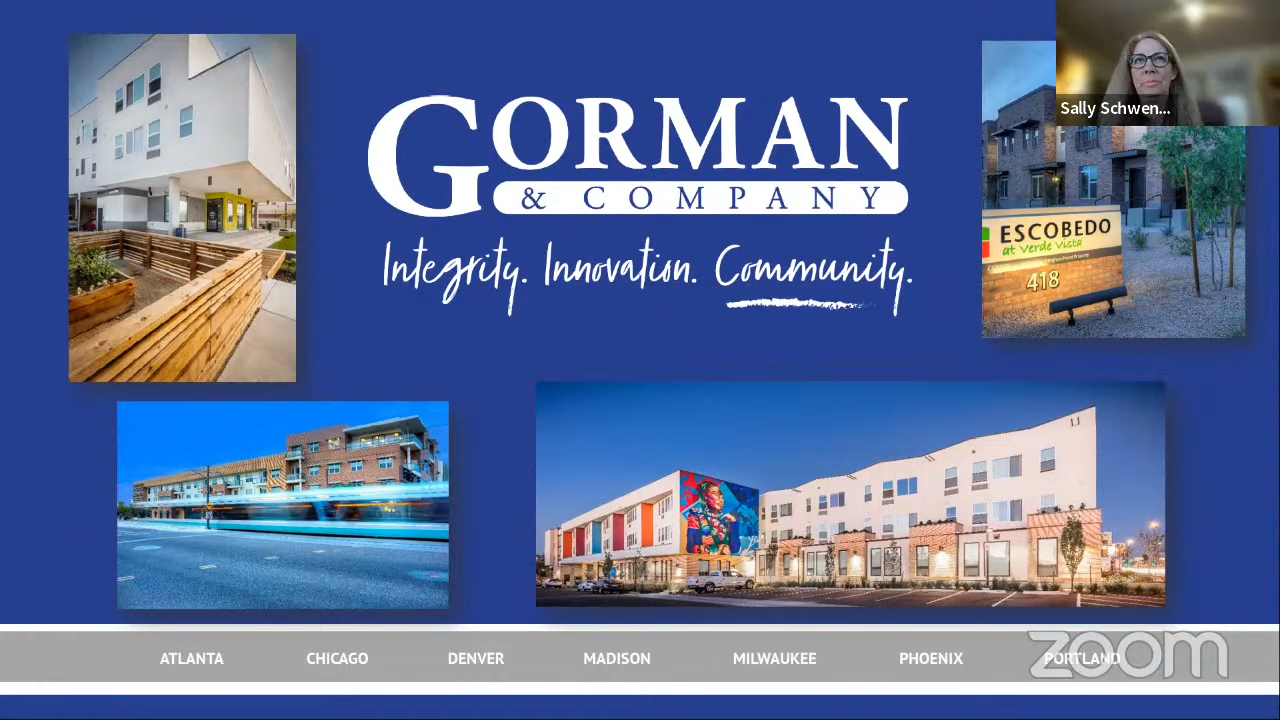 GORMAN
& COMPANY
Integrity. Innovation. Community.
Sally Schwen...
ESCOBEDO
at Verde Vista
418
ATLANTA CHICAGO DENVER MADISON MILWAUKEE PHOENIX PORTLAND
zoom